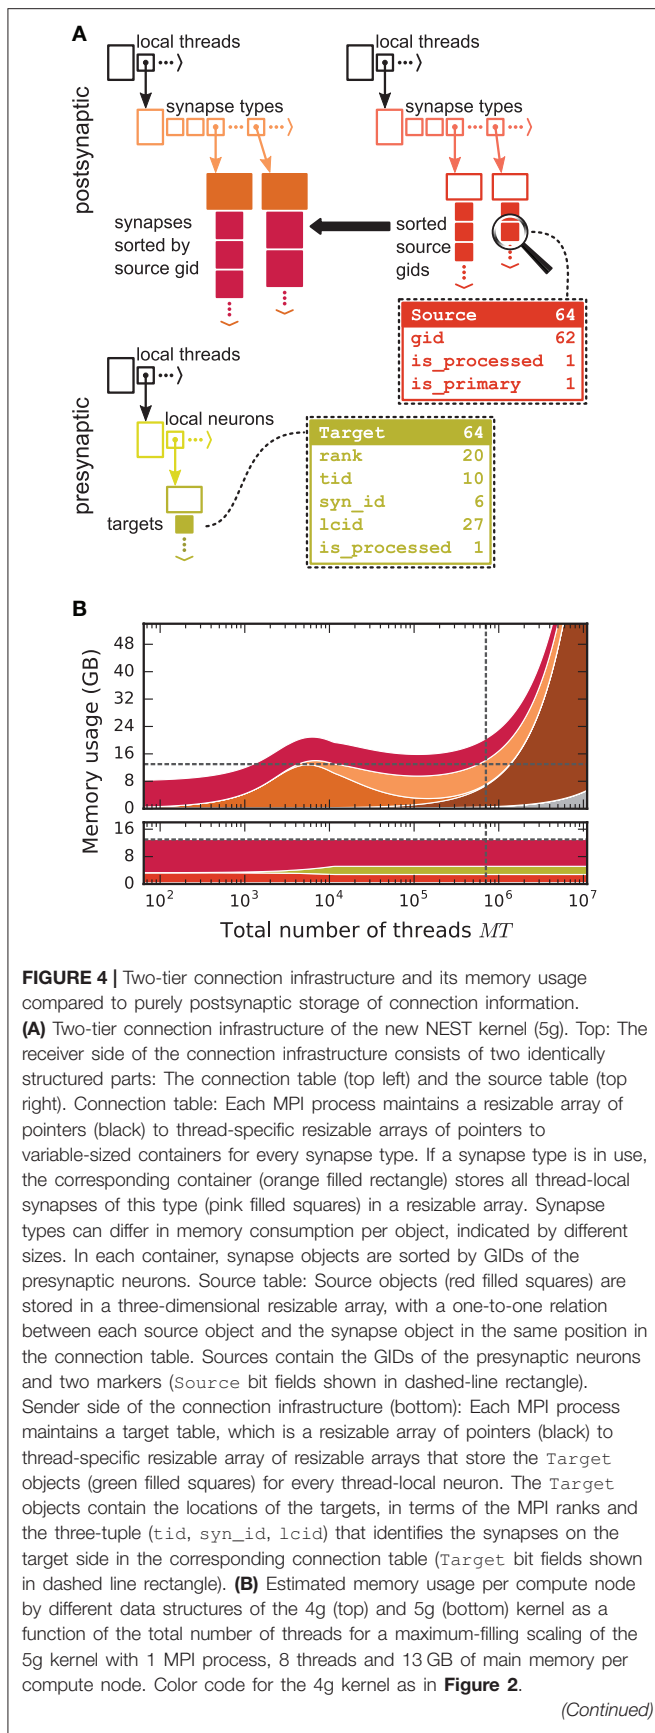 A
local threads
local threads
synapse types
synapse types
postsynaptic
synapses
sorted by
source gid
sorted
source
gids
Source 64
gid 62
is_processed 1
is_primary 1
local threads
presynaptic
local neurons
targets
Target 64
rank 20
tid 10
syn_id 6
lcid 27
is_processed 1
B
Memory usage (GB)
48
40
32
24
16
8
0
16
8
0
10^2 10^3 10^4 10^5 10^6 10^7
Total number of threads MT
FIGURE 4 | Two-tier connection infrastructure and its memory usage
compared to purely postsynaptic storage of connection information.
(A) Two-tier connection infrastructure of the new NEST kernel (5g). Top: The
receiver side of the connection infrastructure consists of two identically
structured parts: The connection table (top left) and the source table (top
right). Connection table: Each MPI process maintains a resizable array of
pointers (black) to thread-specific resizable arrays of pointers to
variable-sized containers for every synapse type. If a synapse type is in use,
the corresponding container (orange filled rectangle) stores all thread-local
synapses of this type (pink filled squares) in a resizable array. Synapse
types can differ in memory consumption per object, indicated by different
sizes. In each container, synapse objects are sorted by GIDs of the
presynaptic neurons. Source table: Source objects (red filled squares) are
stored in a three-dimensional resizable array, with a one-to-one relation
between each source object and the synapse object in the same position in
the connection table. Sources contain the GIDs of the presynaptic neurons
and two markers (Source bit fields shown in dashed-line rectangle).
Sender side of the connection infrastructure (bottom): Each MPI process
maintains a target table, which is a resizable array of pointers (black) to
thread-specific resizable array of resizable arrays that store the Target
objects (green filled squares) for every thread-local neuron. The Target
objects contain the locations of the targets, in terms of the MPI ranks and
the three-tuple (tid, syn_id, lcid) that identifies the synapses on the
target side in the corresponding connection table (Target bit fields shown
in dashed line rectangle). (B) Estimated memory usage per compute node
by different data structures of the 4g (top) and 5g (bottom) kernel as a
function of the total number of threads for a maximum-filling scaling of the
5g kernel with 1 MPI process, 8 threads and 13 GB of main memory per
compute node. Color code for the 4g kernel as in Figure 2.
(Continued)